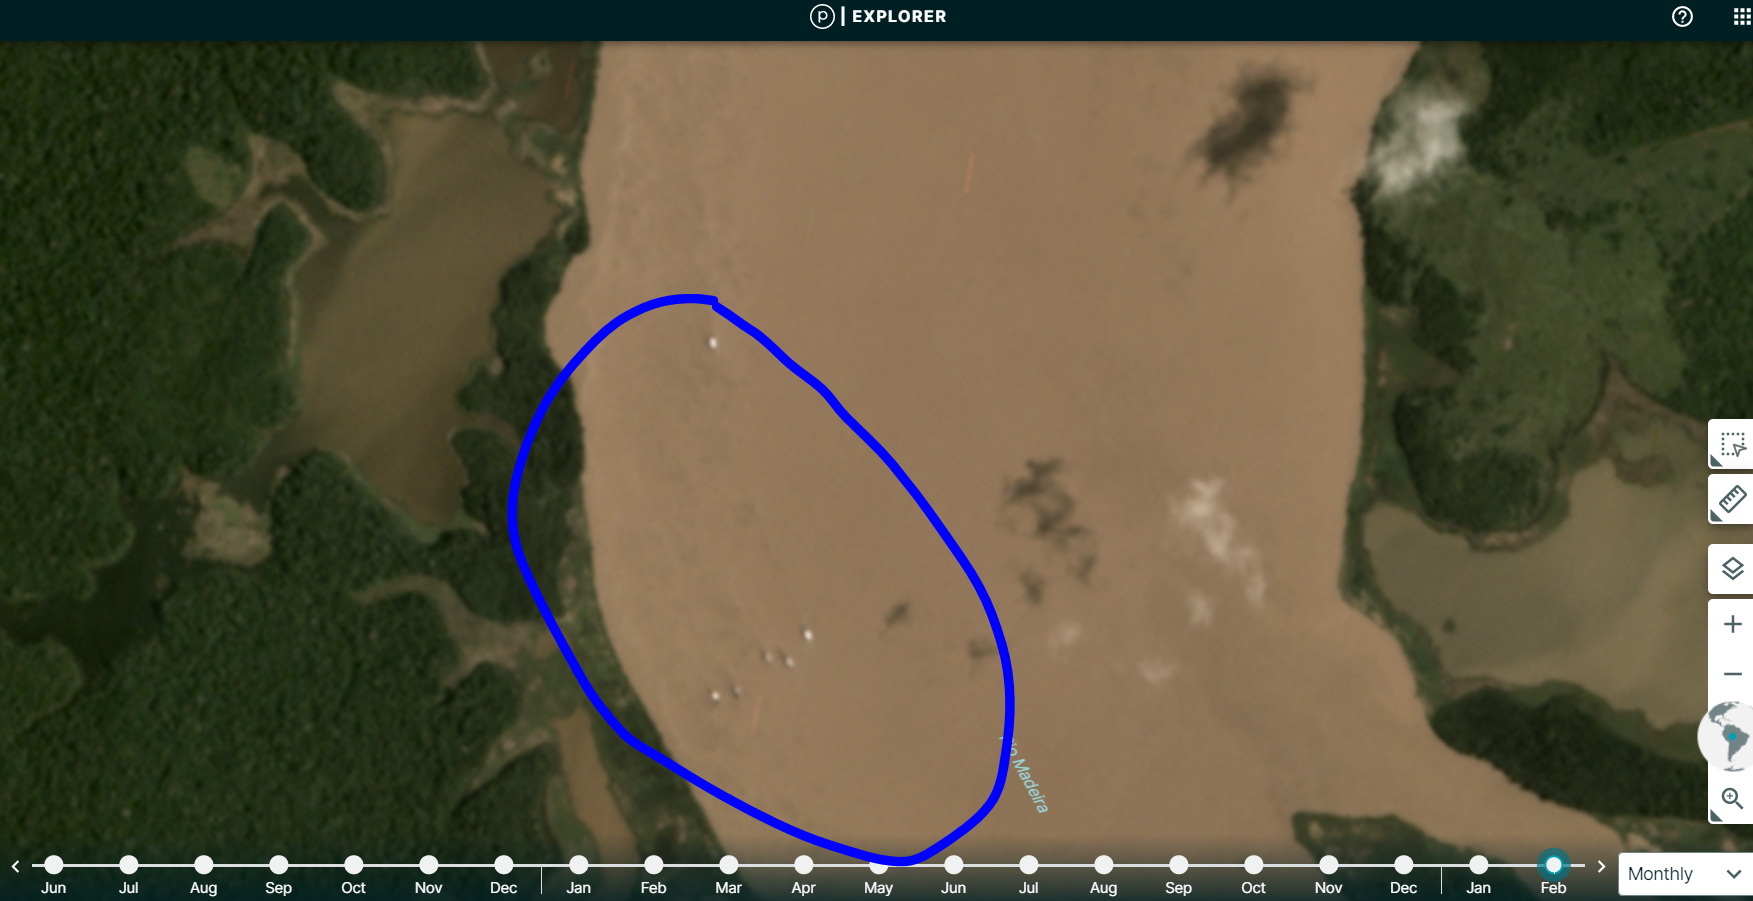 p | EXPLORER
Rio Madeira
Jun Jul Aug Sep Oct Nov Dec Jan Feb Mar Apr May Jun Jul Aug Sep Oct Nov Dec Jan Feb
Monthly